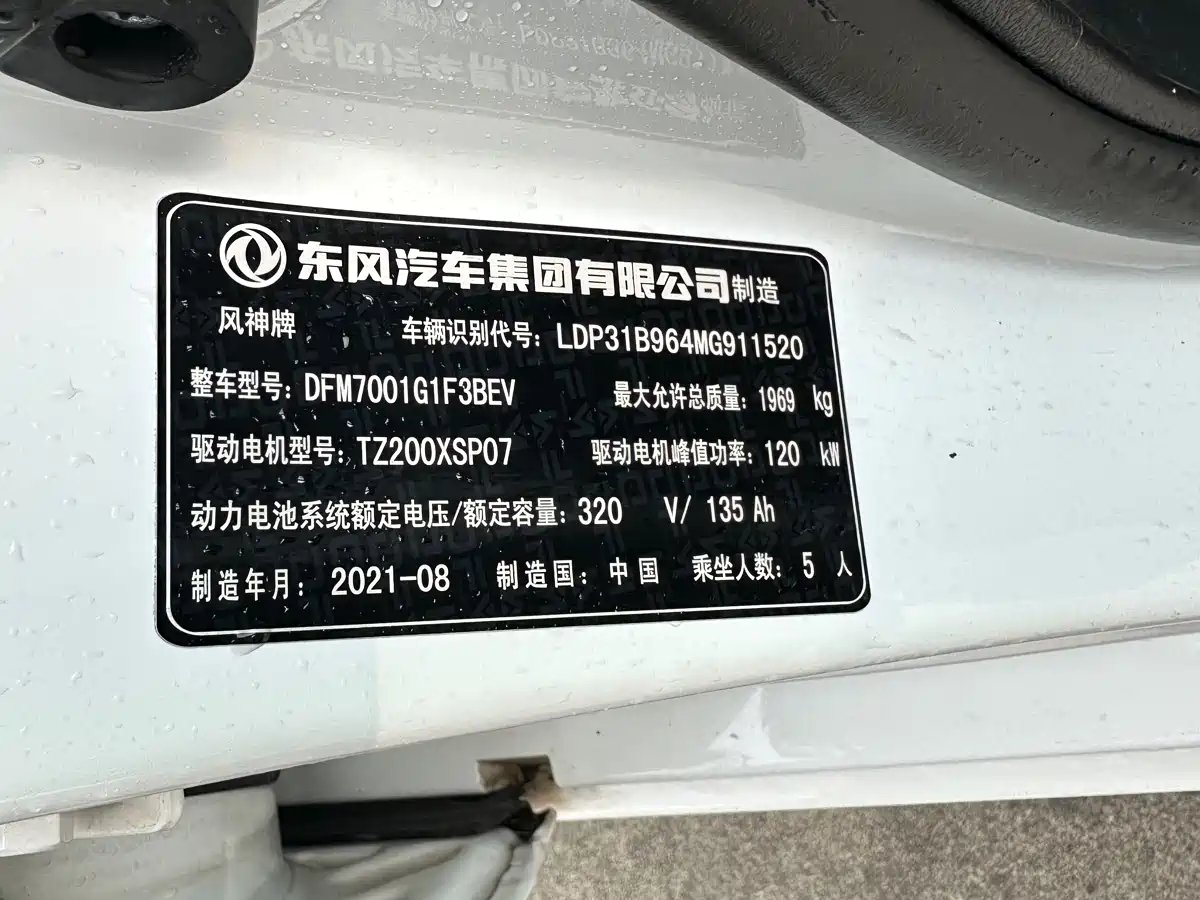 东风汽车集团有限公司制造
风神牌 车辆识别代号：LDP31B964MG911520
整车型号：DFM7001G1F3BEV 最大允许总质量：1969 kg
驱动电机型号：TZ200XSP07 驱动电机峰值功率：120 kW
动力电池系统额定电压/额定容量：320 V/ 135 Ah
制造年月：2021-08 制造国：中国 乘坐人数：5 人